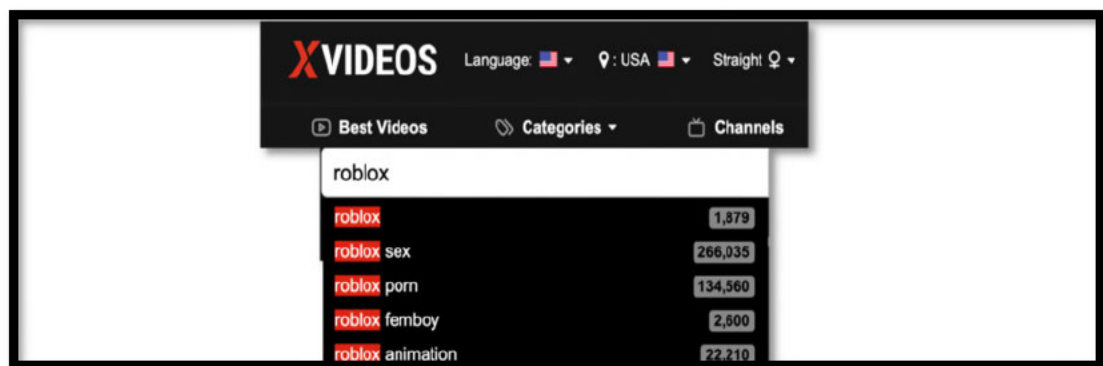 XVIDEOS Language: : USA Straight
Best Videos Categories Channels
roblox
roblox 1,879
roblox sex 266,035
roblox porn 134,560
roblox femboy 2,600
roblox animation 22,210